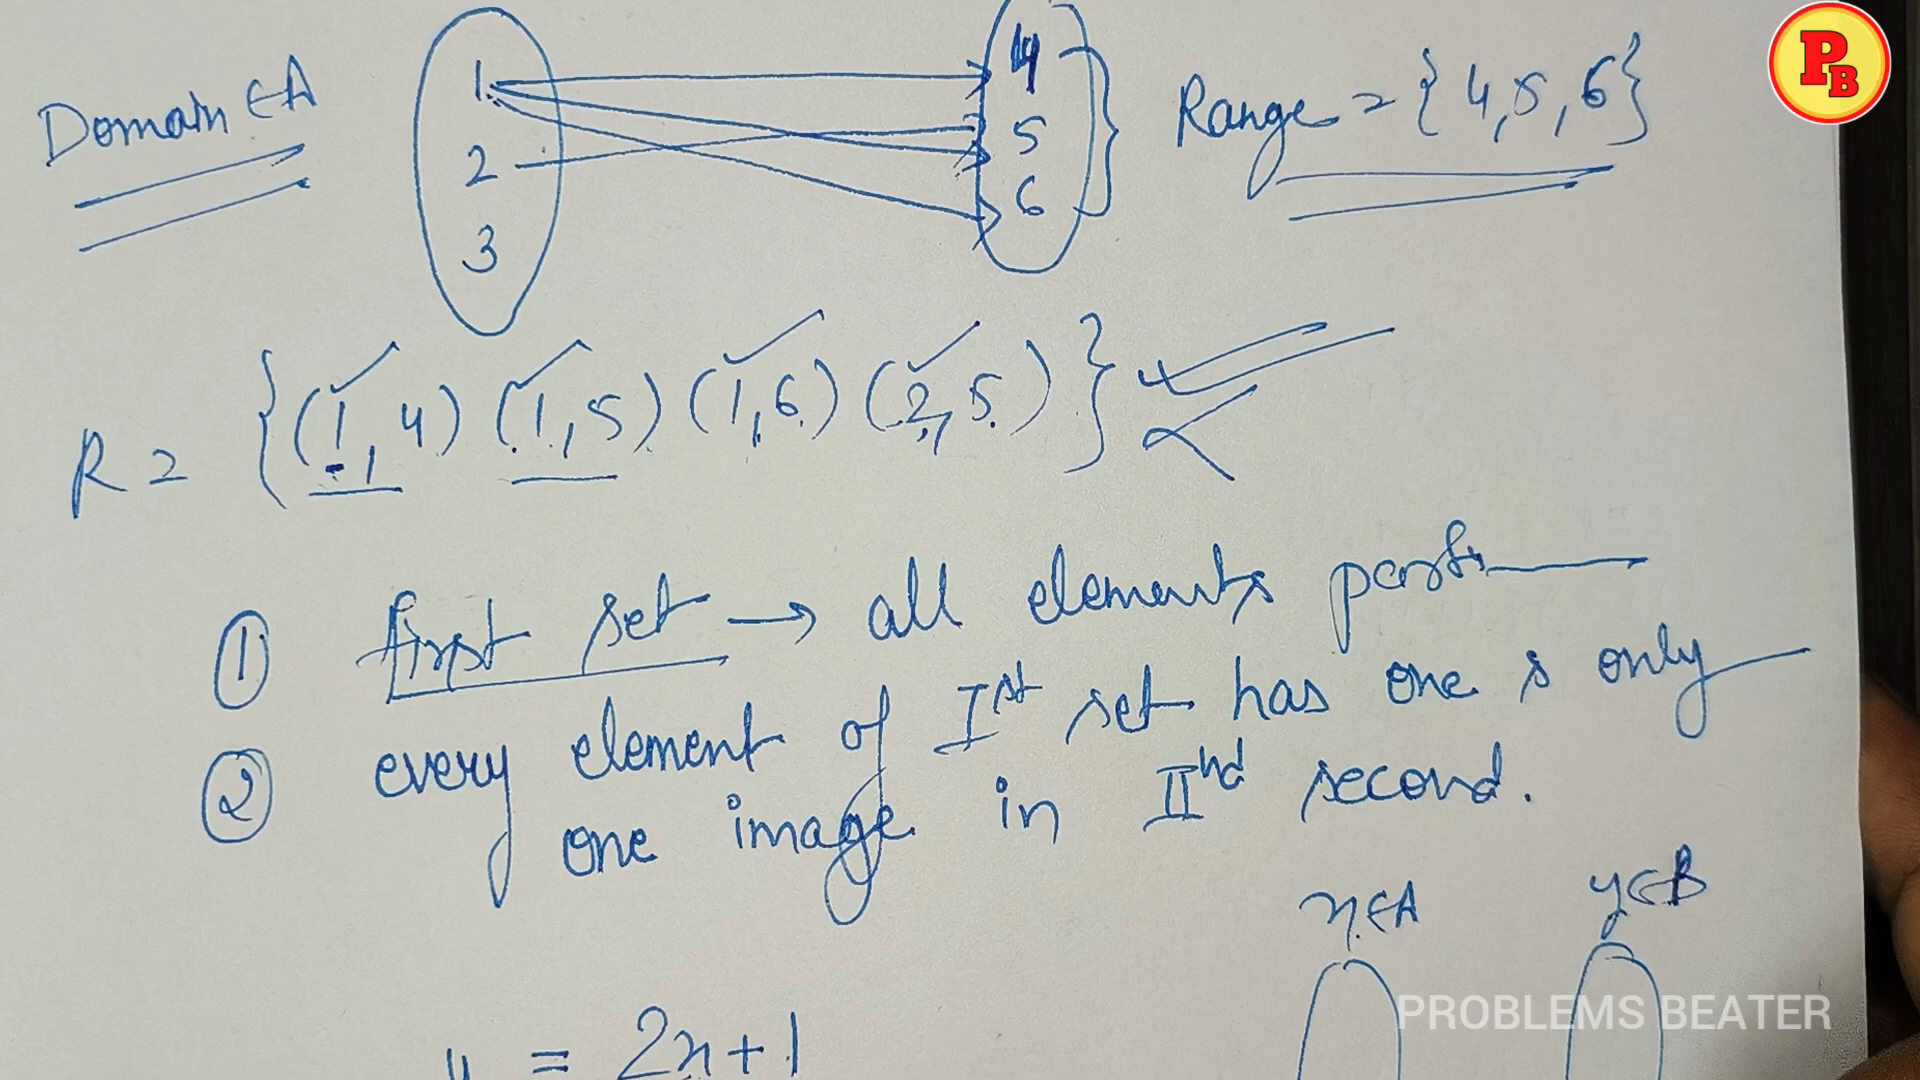 Domain ∈ A
1
2
3
4
5
6
Range = {4, 5, 6}
PB
R = {(1, 4) (1, 5) (1, 6) (2, 5)}
① first set → all elements parti
② every element of Ist set has one & only
one image in IInd second.
x ∈ A
y ∈ B
y = 2x + 1
PROBLEMS BEATER